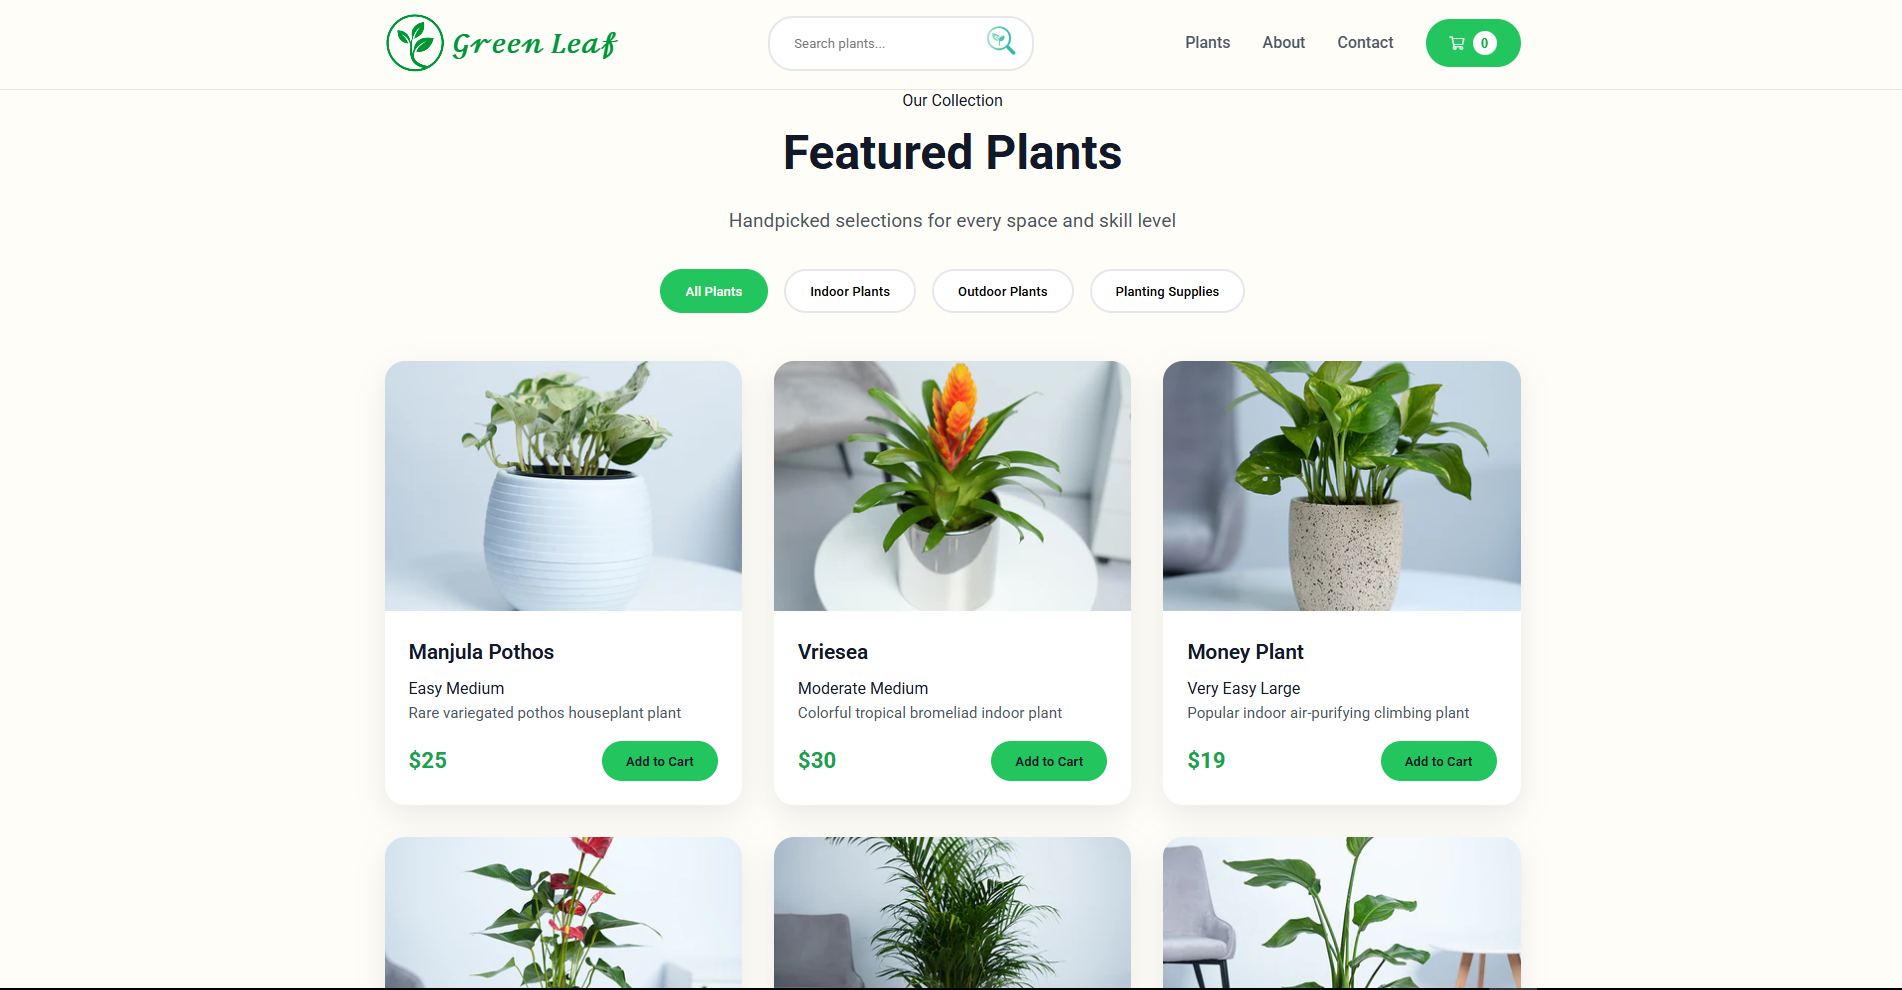 Green Leaf
Search plants...
Plants
About
Contact
0
Our Collection
Featured Plants
Handpicked selections for every space and skill level
All Plants
Indoor Plants
Outdoor Plants
Planting Supplies
Manjula Pothos
Easy Medium
Rare variegated pothos houseplant plant
$25
Add to Cart
Vriesea
Moderate Medium
Colorful tropical bromeliad indoor plant
$30
Add to Cart
Money Plant
Very Easy Large
Popular indoor air-purifying climbing plant
$19
Add to Cart